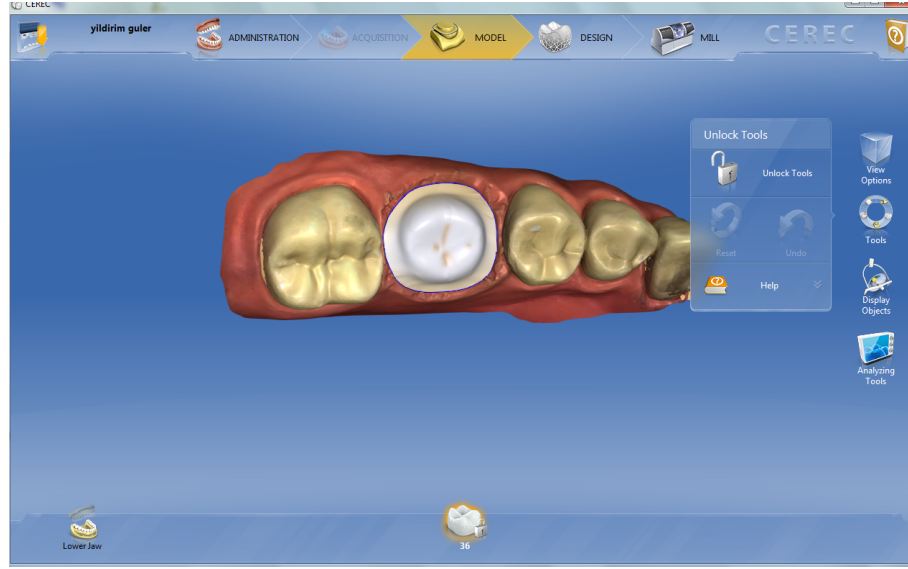 CEREC
yildirim guler
ADMINISTRATION
ACQUISITION
MODEL
DESIGN
MILL
CEREC
Unlock Tools
Unlock Tools
Reset
Undo
Help
View
Options
Tools
Display
Objects
Analyzing
Tools
Lower Jaw
36